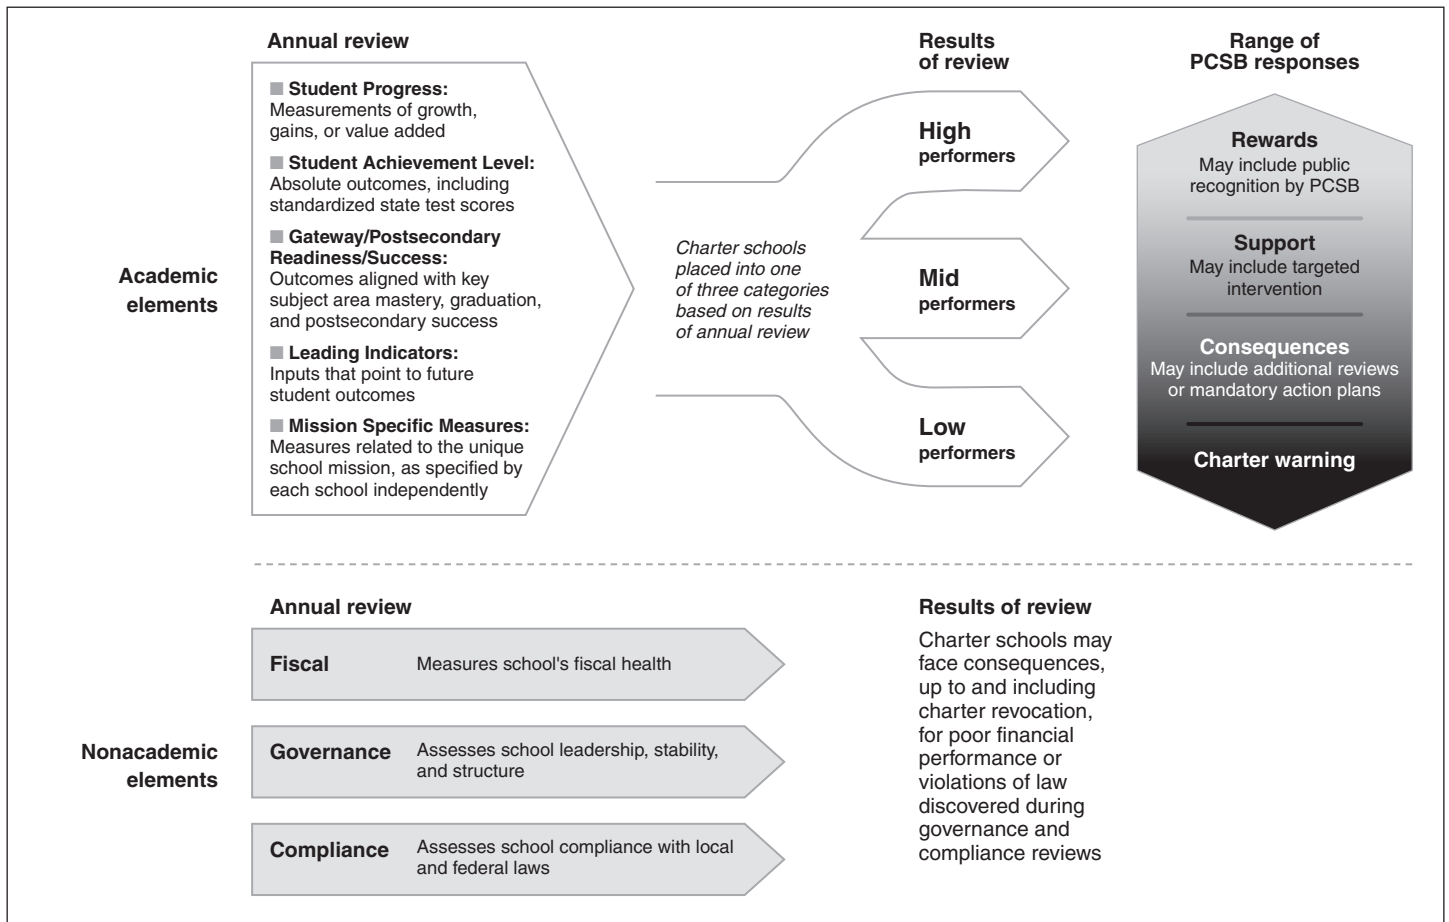 Annual review
■ Student Progress:
Measurements of growth,
gains, or value added
■ Student Achievement Level:
Absolute outcomes, including
standardized state test scores
■ Gateway/Postsecondary
Readiness/Success:
Outcomes aligned with key
subject area mastery, graduation,
and postsecondary success
■ Leading Indicators:
Inputs that point to future
student outcomes
■ Mission Specific Measures:
Measures related to the unique
school mission, as specified by
each school independently
Academic
elements
Charter schools
placed into one
of three categories
based on results
of annual review
Results
of review
High
performers
Mid
performers
Low
performers
Range of
PCSB responses
Rewards
May include public
recognition by PCSB
Support
May include targeted
intervention
Consequences
May include additional reviews
or mandatory action plans
Charter warning
Nonacademic
elements
Annual review
Fiscal
Measures school's fiscal health
Governance
Assesses school leadership, stability,
and structure
Compliance
Assesses school compliance with local
and federal laws
Results of review
Charter schools may
face consequences,
up to and including
charter revocation,
for poor financial
performance or
violations of law
discovered during
governance and
compliance reviews